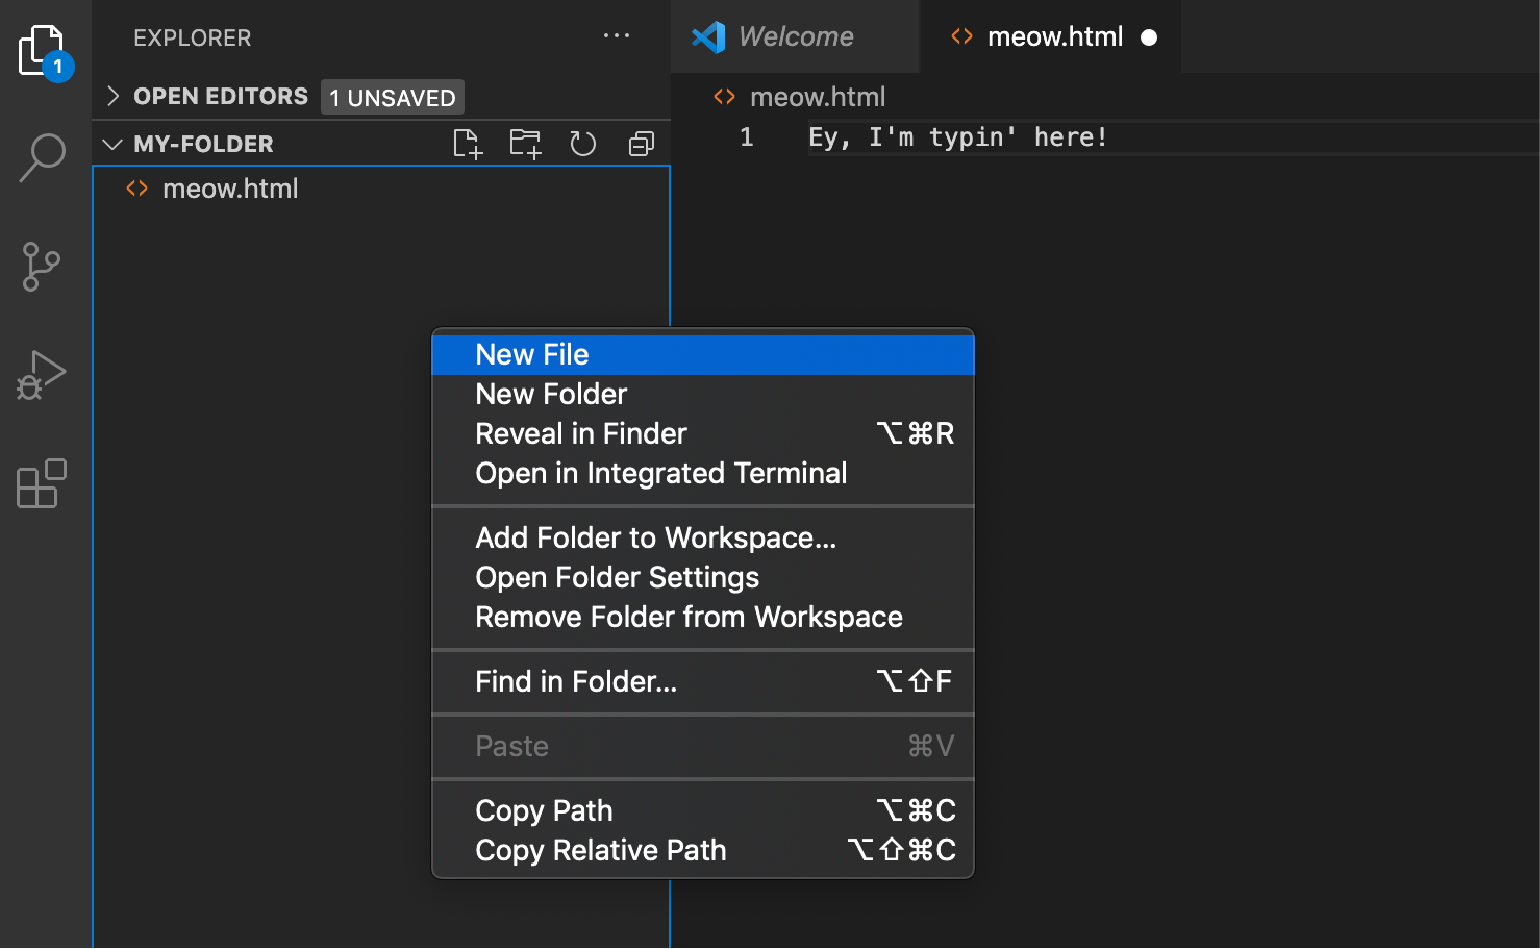 EXPLORER
1
OPEN EDITORS 1 UNSAVED
MY-FOLDER
meow.html
Welcome
meow.html
meow.html
1 Ey, I'm typin' here!
New File
New Folder
Reveal in Finder ⌥⌘R
Open in Integrated Terminal
Add Folder to Workspace...
Open Folder Settings
Remove Folder from Workspace
Find in Folder... ⌥⇧F
Paste ⌘V
Copy Path ⌥⌘C
Copy Relative Path ⌥⇧⌘C